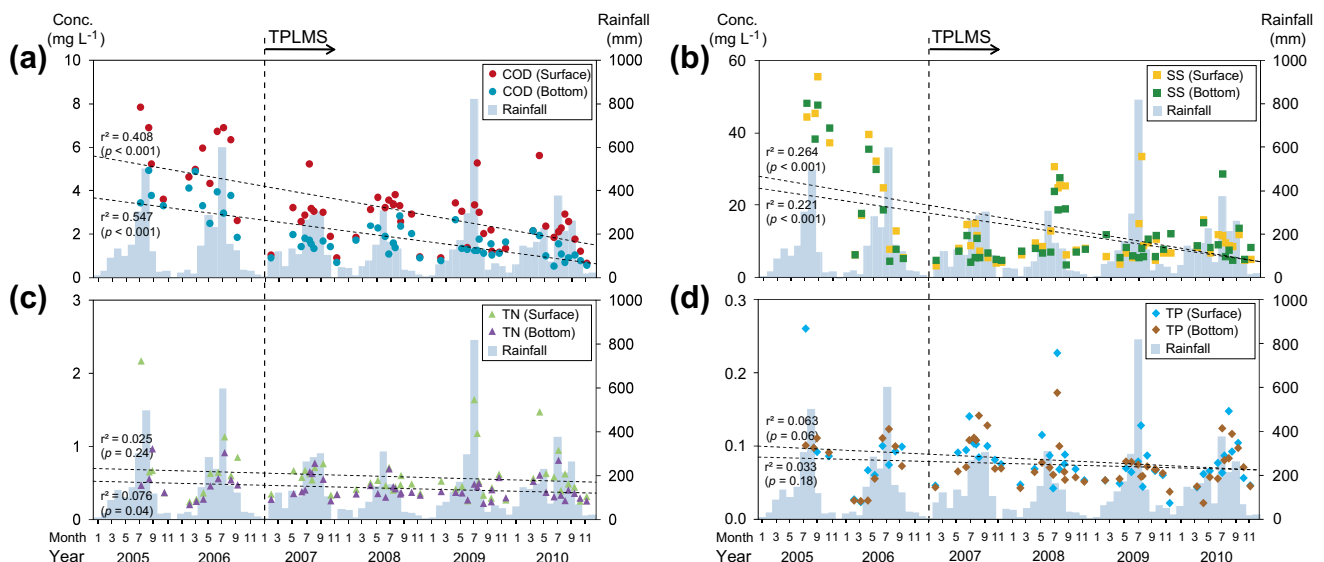 Conc.
(mg L-1)
TPLMS
Rainfall
(mm)
(a)
10
8
6
4
2
0
1000
800
600
400
200
0
COD (Surface)
COD (Bottom)
Rainfall
r² = 0.408
(p < 0.001)
r² = 0.547
(p < 0.001)
Conc.
(mg L-1)
TPLMS
Rainfall
(mm)
(b)
60
50
40
20
10
0
1000
800
600
400
200
0
SS (Surface)
SS (Bottom)
Rainfall
r² = 0.264
(p < 0.001)
r² = 0.221
(p < 0.001)
(c)
3
2
1
0
1000
800
600
400
200
0
TN (Surface)
TN (Bottom)
Rainfall
r² = 0.025
(p = 0.24)
r² = 0.076
(p = 0.04)
Month
1 3 5 7 9 11 1 3 5 7 9 11 1 3 5 7 9 11 1 3 5 7 9 11 1 3 5 7 9 11 1 3 5 7 9 11
Year
2005 2006 2007 2008 2009 2010
(d)
0.3
0.2
0.1
0.0
1000
800
600
400
200
0
TP (Surface)
TP (Bottom)
Rainfall
r² = 0.063
(p = 0.06)
r² = 0.033
(p = 0.18)
Month
1 3 5 7 9 11 1 3 5 7 9 11 1 3 5 7 9 11 1 3 5 7 9 11 1 3 5 7 9 11 1 3 5 7 9 11
Year
2005 2006 2007 2008 2009 2010